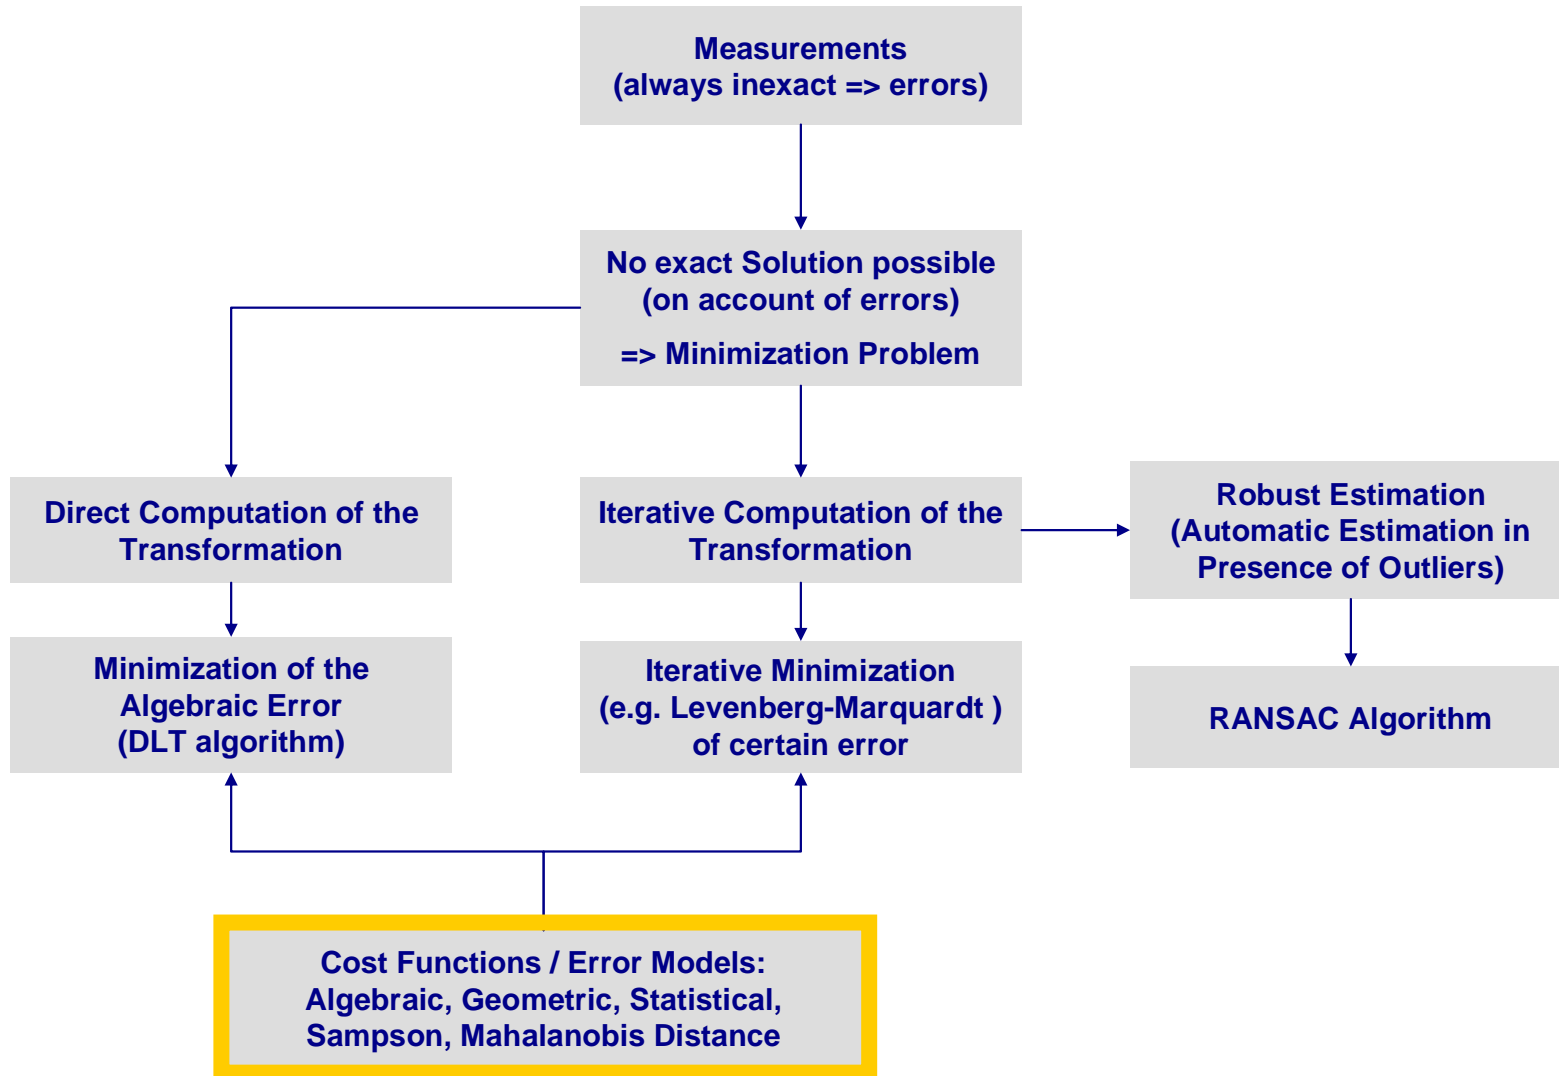 Measurements
(always inexact => errors)
No exact Solution possible
(on account of errors)
=> Minimization Problem
Direct Computation of the
Transformation
Iterative Computation of the
Transformation
Robust Estimation
(Automatic Estimation in
Presence of Outliers)
Minimization of the
Algebraic Error
(DLT algorithm)
Iterative Minimization
(e.g. Levenberg-Marquardt )
of certain error
RANSAC Algorithm
Cost Functions / Error Models:
Algebraic, Geometric, Statistical,
Sampson, Mahalanobis Distance